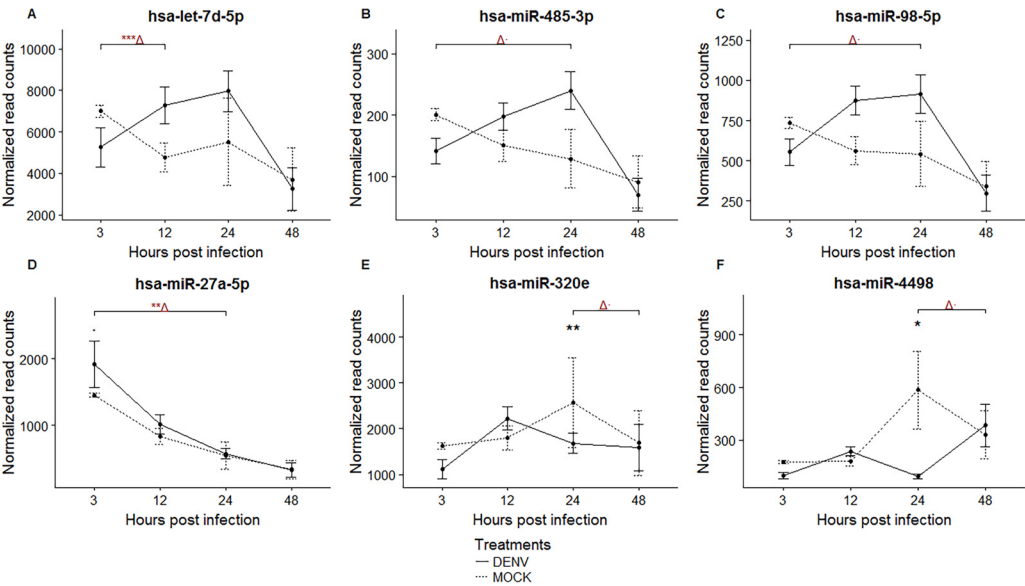 A
hsa-let-7d-5p
***Δ
Normalized read counts
10000
8000
6000
4000
2000
3 12 24 48
Hours post infection
B
hsa-miR-485-3p
Δ·
Normalized read counts
300
200
100
3 12 24 48
Hours post infection
C
hsa-miR-98-5p
Δ·
Normalized read counts
1250
1000
750
500
250
3 12 24 48
Hours post infection
D
hsa-miR-27a-5p
**Δ
·
Normalized read counts
2000
1000
3 12 24 48
Hours post infection
E
hsa-miR-320e
Δ·
**
Normalized read counts
4000
3000
2000
1000
3 12 24 48
Hours post infection
F
hsa-miR-4498
Δ·
*
Normalized read counts
900
600
300
3 12 24 48
Hours post infection
Treatments
DENV
MOCK